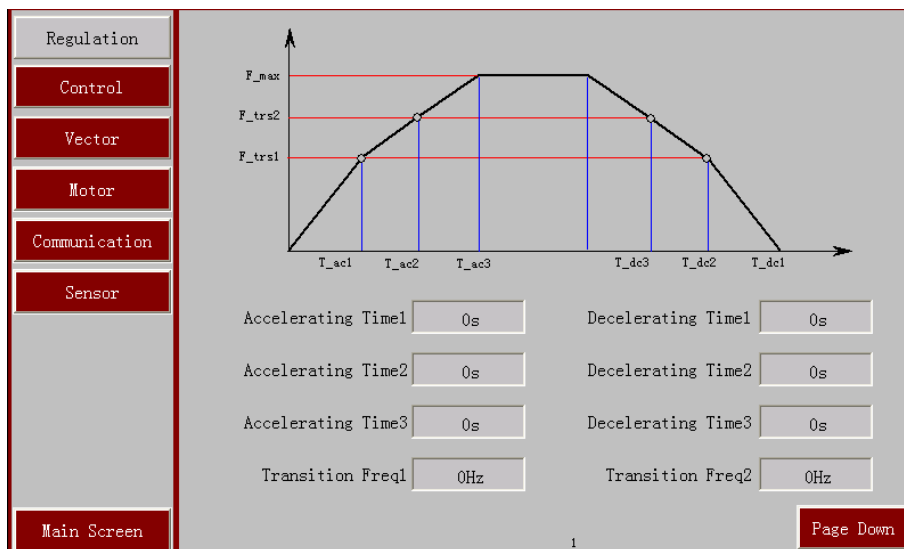 Regulation
Control
Vector
Motor
Communication
Sensor
Main Screen
F_max
F_trs2
F_trs1
T_ac1 T_ac2 T_ac3 T_dc3 T_dc2 T_dc1
Accelerating Time1 0s Decelerating Time1 0s
Accelerating Time2 0s Decelerating Time2 0s
Accelerating Time3 0s Decelerating Time3 0s
Transition Freq1 0Hz Transition Freq2 0Hz
1
Page Down